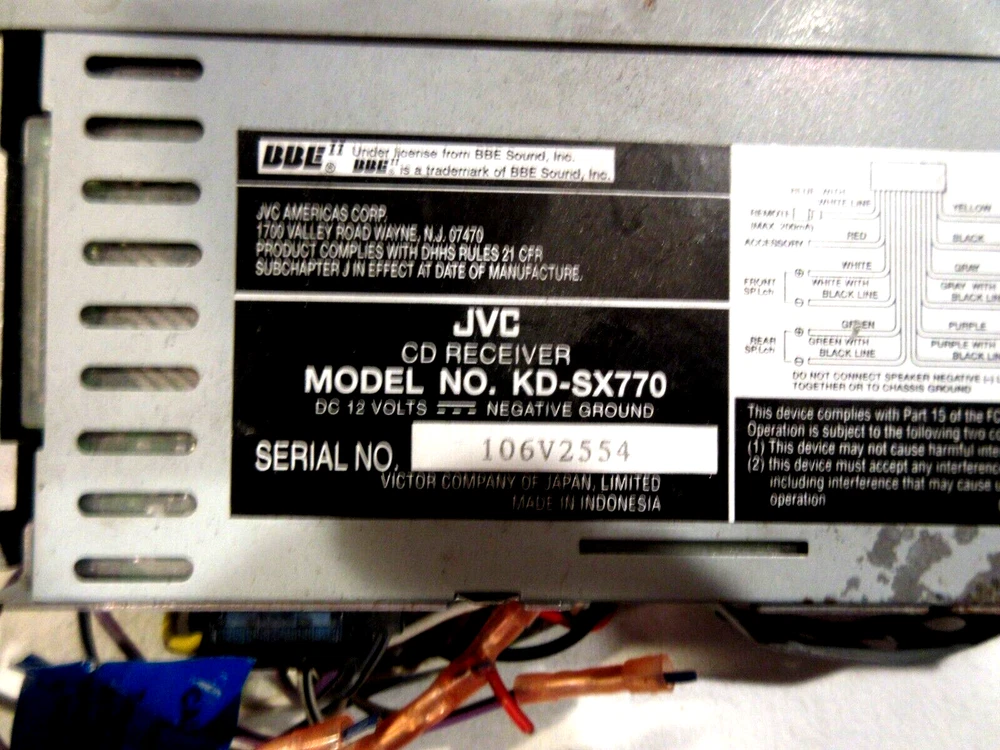 BBE II ® Under license from BBE Sound, Inc.
BBE II ® is a trademark of BBE Sound, Inc.
JVC AMERICAS CORP.
1700 VALLEY ROAD WAYNE, N.J. 07470
PRODUCT COMPLIES WITH DHHS RULES 21 CFR
SUBCHAPTER J IN EFFECT AT DATE OF MANUFACTURE.
JVC
CD RECEIVER
MODEL NO. KD-SX770
DC 12 VOLTS NEGATIVE GROUND
SERIAL NO. 106V2554
VICTOR COMPANY OF JAPAN, LIMITED
MADE IN INDONESIA
BLUE WITH
WHITE LINE
REMOTE
(MAX. 200mA)
ACCESSORY
RED
WHITE
FRONT
SP.Lch
WHITE WITH
BLACK LINE
GREEN
REAR
SP.Lch
GREEN WITH
BLACK LINE
YELLOW
BLACK
GRAY
GRAY WITH
BLACK LIN
PURPLE
PURPLE WITH
BLACK LIN
DO NOT CONNECT SPEAKER NEGATIVE (-)
TOGETHER OR TO CHASSIS GROUND
This device complies with Part 15 of the FC
Operation is subject to the following two co
(1) This device may not cause harmful inte
(2) this device must accept any interferenc
including interference that may cause u
operation